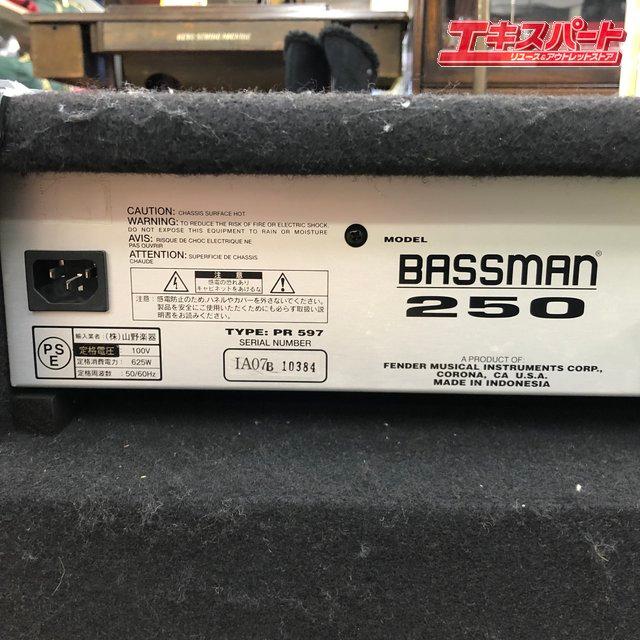 エキスパート
リユース&アウトレットストア
CAUTION: CHASSIS SURFACE HOT
WARNING: TO REDUCE THE RISK OF FIRE OR ELECTRIC SHOCK,
DO NOT EXPOSE THIS EQUIPMENT TO RAIN OR MOISTURE
AVIS: RISQUE DE CHOC ELECTRIQUE NE
PAS OUVRIR
ATTENTION: SUPERFICIE DE CHASSIS
CHAUDE
注意
感電の恐れあり
キャビネットをあけるな
注意:感電防止のため、パネルやカバーを外さないでください。
製品を安全にご使用いただくために必ず取扱い説
明書をお読みください。
MODEL
BASSMAN®
250
PSE
輸入業者:(株)山野楽器
定格電圧: 100V
定格消費電力: 625W
定格周波数: 50/60Hz
TYPE: PR 597
SERIAL NUMBER
IA07B 10384
A PRODUCT OF:
FENDER MUSICAL INSTRUMENTS CORP.,
CORONA, CA U.S.A.
MADE IN INDONESIA